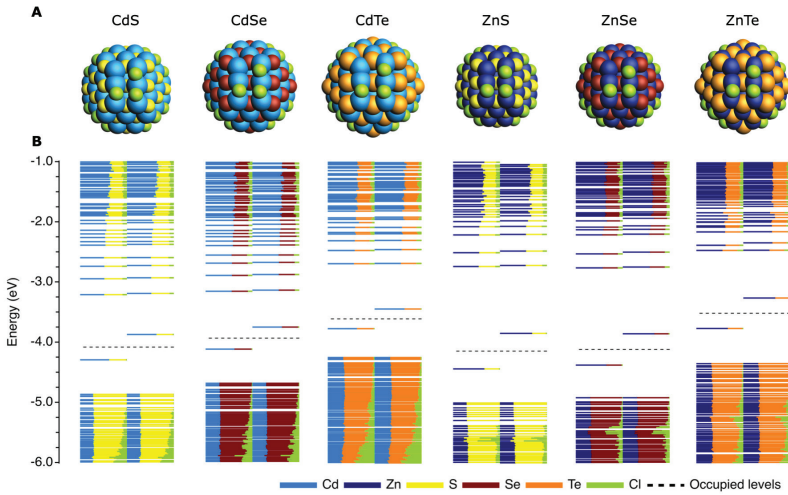 A
CdS CdSe CdTe ZnS ZnSe ZnTe
B
Energy (eV)
-1.0
-2.0
-3.0
-4.0
-5.0
-6.0
Cd Zn S Se Te Cl Occupied levels